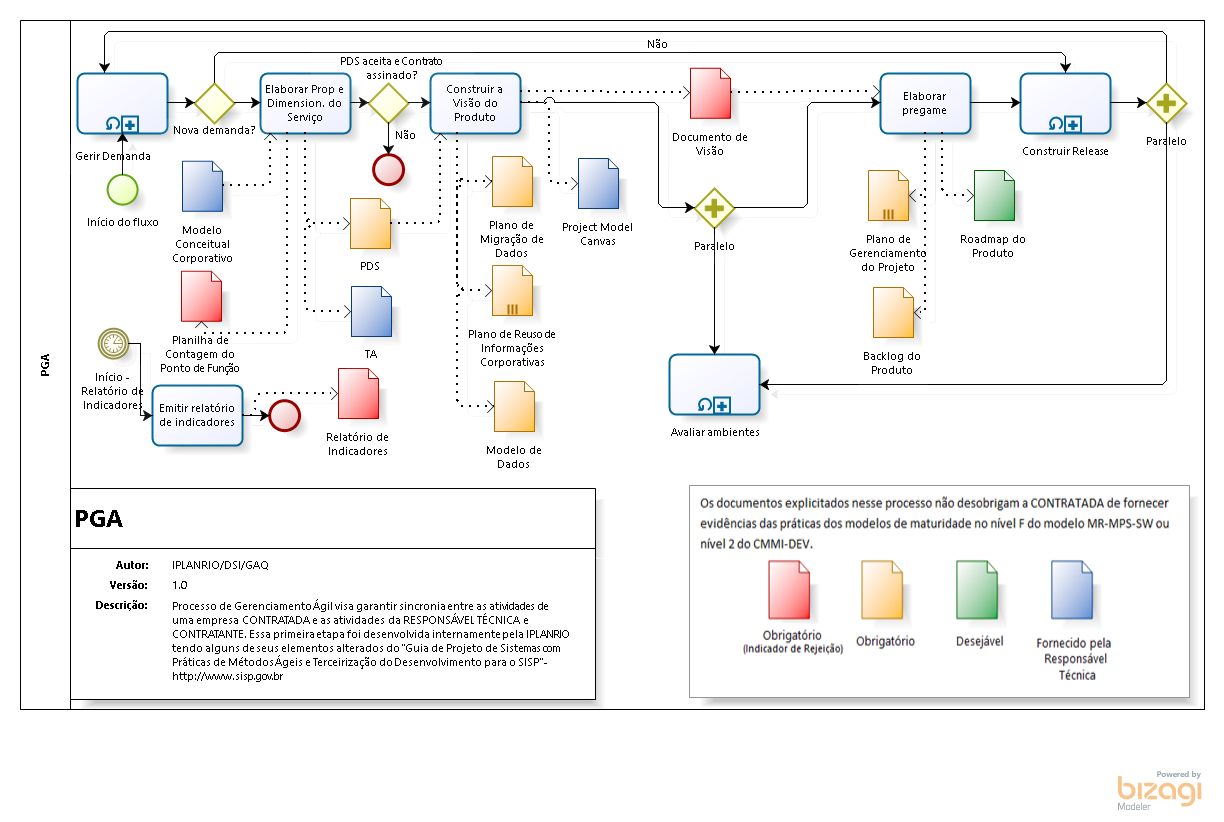 PGA
Não
PDS aceita e Contrato
assinado?
Elaborar Prop e
Dimension. do
Serviço
Construir a
Visão do
Produto
Elaborar
pregame
Nova demanda?
Não
Documento de
Visão
Construir Release
Paralelo
Gerir Demanda
Início do fluxo
Modelo
Conceitual
Corporativo
PDS
Plano de
Migração de
Dados
Project Model
Canvas
Paralelo
Plano de
Gerenciamento
do Projeto
Roadmap do
Produto
Planilha de
Contagem do
Ponto de Função
TA
Plano de Reuso de
Informações
Corporativas
Backlog do
Produto
Início -
Relatório de
Indicadores
Emitir relatório
de indicadores
Relatório de
Indicadores
Modelo de
Dados
Avaliar ambientes
PGA
Autor: IPLANRIO/DSI/GAQ
Versão: 1.0
Descrição: Processo de Gerenciamento Ágil visa garantir sincronia entre as atividades de
uma empresa CONTRATADA e as atividades da RESPONSÁVEL TÉCNICA e
CONTRATANTE. Essa primeira etapa foi desenvolvida internamente pela IPLANRIO
tendo alguns de seus elementos alterados do "Guia de Projeto de Sistemas com
Práticas de Métodos Ágeis e Terceirização do Desenvolvimento para o SISP"-
http://www.sisp.gov.br
Os documentos explicitados nesse processo não desobrigam a CONTRATADA de fornecer
evidências das práticas dos modelos de maturidade no nível F do modelo MR-MPS-SW ou
nível 2 do CMMI-DEV.
Obrigatório
(Indicador de Rejeição)
Obrigatório
Desejável
Fornecido pela
Responsável
Técnica
Powered by
bizagi
Modeler